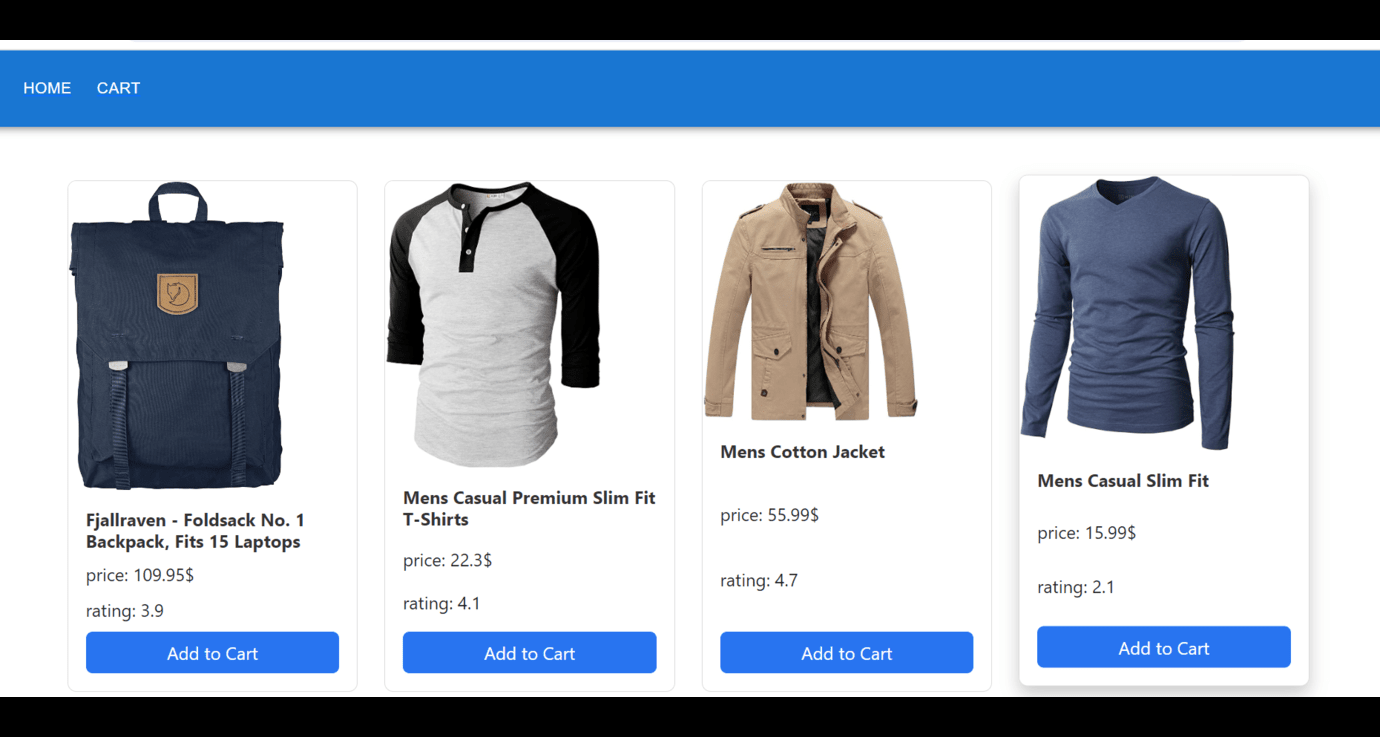 HOME CART
Fjallraven - Foldsack No. 1
Backpack, Fits 15 Laptops
price: 109.95$
rating: 3.9
Add to Cart
Mens Casual Premium Slim Fit
T-Shirts
price: 22.3$
rating: 4.1
Add to Cart
Mens Cotton Jacket
price: 55.99$
rating: 4.7
Add to Cart
Mens Casual Slim Fit
price: 15.99$
rating: 2.1
Add to Cart